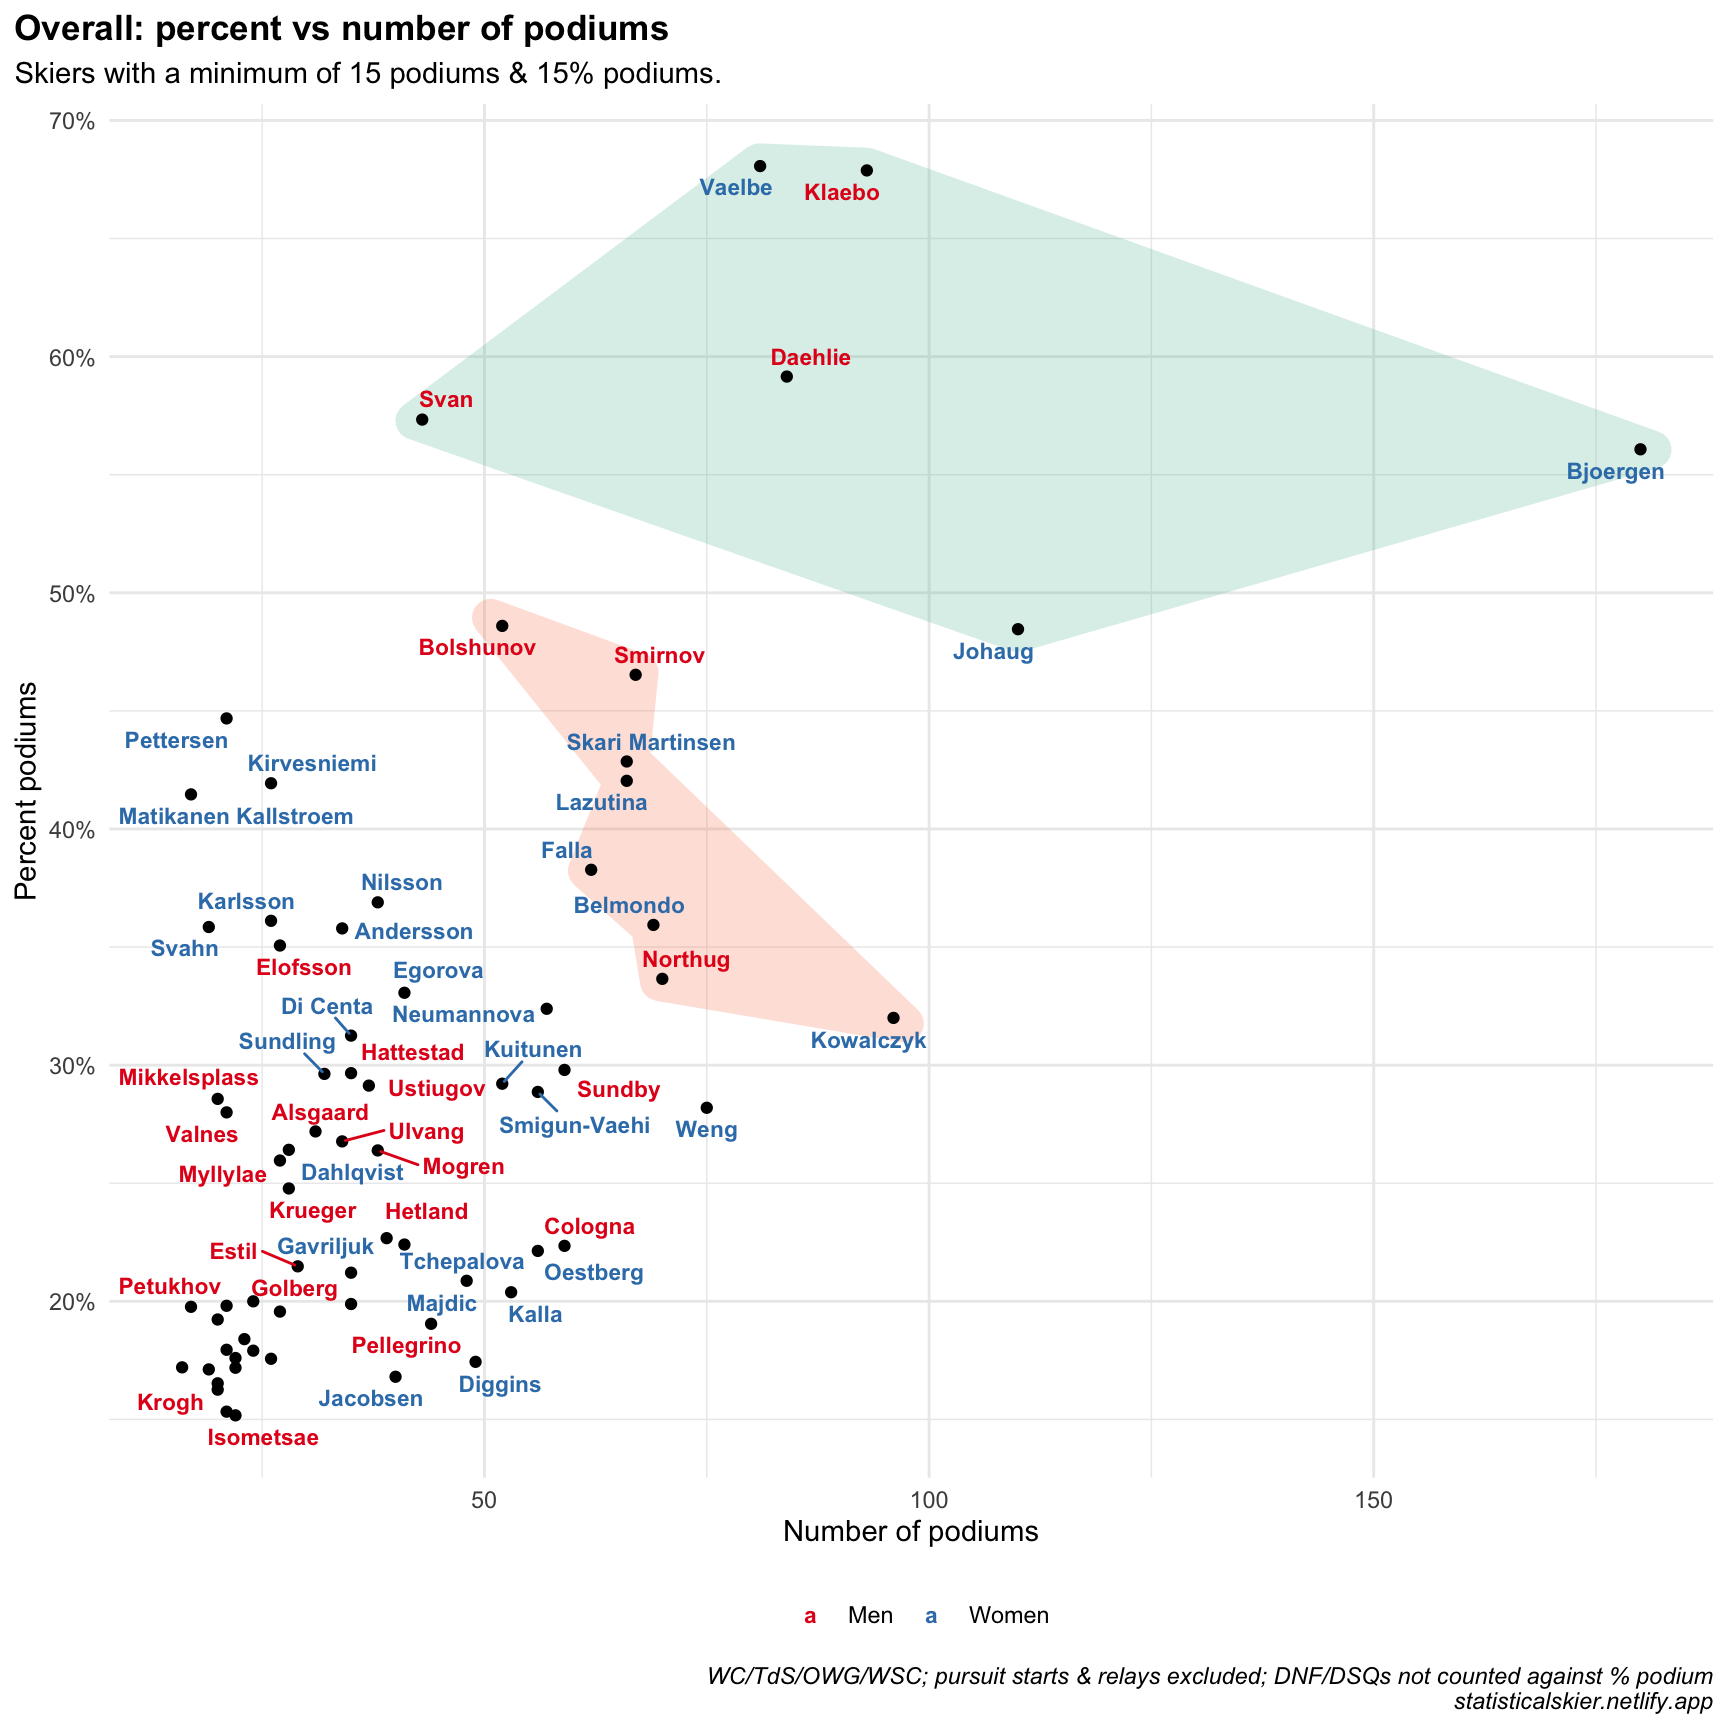 Overall: percent vs number of podiums
Skiers with a minimum of 15 podiums & 15% podiums.
70%
60%
50%
40%
30%
20%
Percent podiums
Vaelbe
Klaebo
Daehlie
Svan
Bjoergen
Bolshunov
Smirnov
Johaug
Pettersen
Skari Martinsen
Kirvesniemi
Lazutina
Matikanen Kallstroem
Falla
Nilsson
Karlsson
Belmondo
Andersson
Svahn
Northug
Elofsson
Egorova
Di Centa
Neumannova
Sundling
Kowalczyk
Hattestad
Kuitunen
Mikkelsplass
Ustiugov
Sundby
Alsgaard
Smigun-Vaehi
Weng
Valnes
Ulvang
Mogren
Myllylae
Dahlqvist
Krueger
Hetland
Cologna
Estil
Gavriljuk
Tchepalova
Oestberg
Petukhov
Golberg
Majdic
Kalla
Pellegrino
Diggins
Jacobsen
Krogh
Isometsae
50
100
150
Number of podiums
a Men a Women
WC/TdS/OWG/WSC; pursuit starts & relays excluded; DNF/DSQs not counted against % podium
statisticalskier.netlify.app